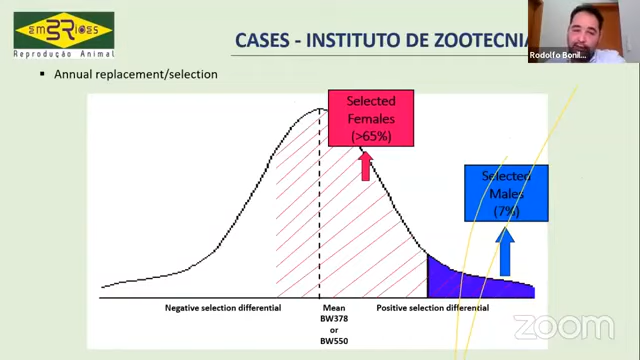 EMBRIOES
Reprodução Animal
CASES - INSTITUTO DE ZOOTECNIA
Rodolfo Bonil...
▪ Annual replacement/selection
Selected
Females
(>65%)
Selected
Males
(7%)
Negative selection differential
Mean
BW378
or
BW550
Positive selection differential
zoom